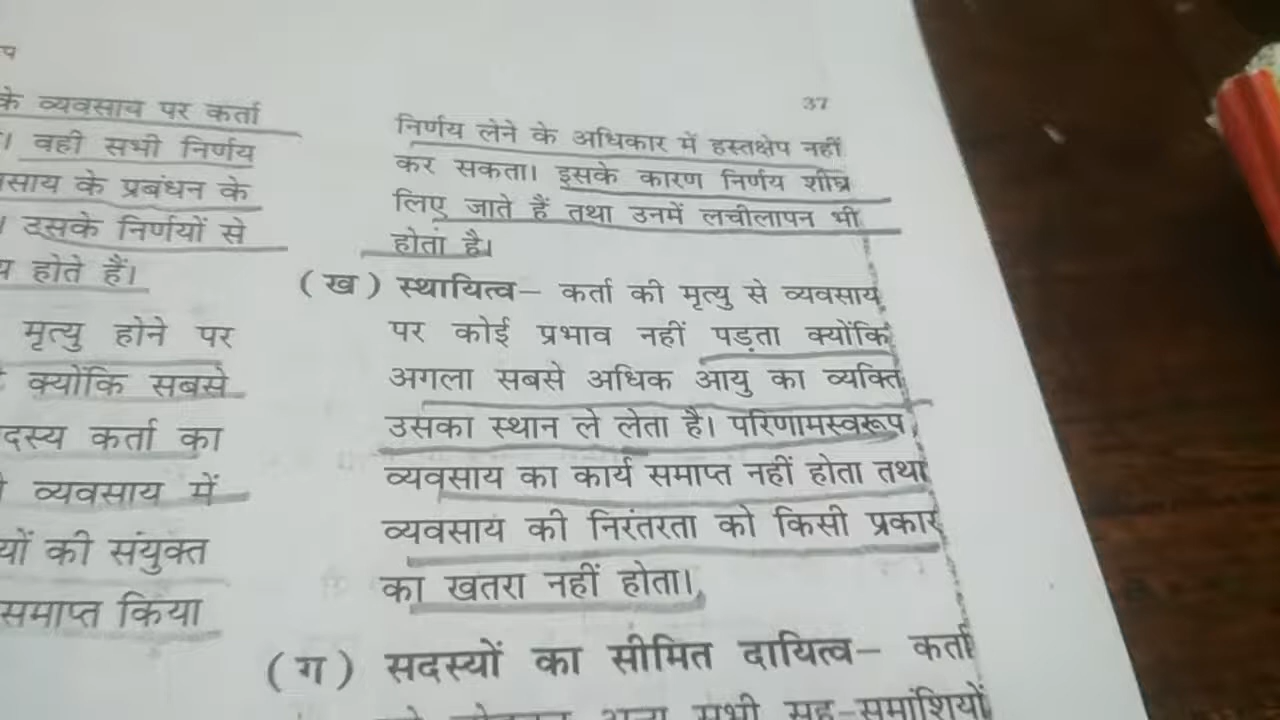 के व्यवसाय पर कर्ता
। वही सभी निर्णय
साय के प्रबंधन के
। उसके निर्णयों से
होते हैं।
मृत्यु होने पर
क्योंकि सबसे
दस्य कर्ता का
व्यवसाय में
यों की संयुक्त
समाप्त किया
37
निर्णय लेने के अधिकार में हस्तक्षेप नहीं
कर सकता। इसके कारण निर्णय शीघ्र
लिए जाते हैं तथा उनमें लचीलापन भी
होता है।
(ख) स्थायित्व– कर्ता की मृत्यु से व्यवसाय
पर कोई प्रभाव नहीं पड़ता क्योंकि
अगला सबसे अधिक आयु का व्यक्ति
उसका स्थान ले लेता है। परिणामस्वरूप
व्यवसाय का कार्य समाप्त नहीं होता तथा
व्यवसाय की निरंतरता को किसी प्रकार
का खतरा नहीं होता।
(ग) सदस्यों का सीमित दायित्व– कर्ता
सभी सह-समांशियों